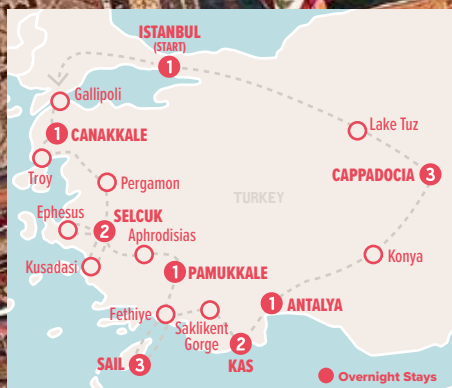 ISTANBUL
(START)
1
Gallipoli
1 CANAKKALE
Troy
Lake Tuz
CAPPADOCIA 3
Pergamon
TURKEY
Ephesus
SELCUK
2
Aphrodisias
Kusadasi
1 PAMUKKALE
Konya
1 ANTALYA
Fethiye
Saklikent
Gorge
2
KAS
SAIL 3
Overnight Stays